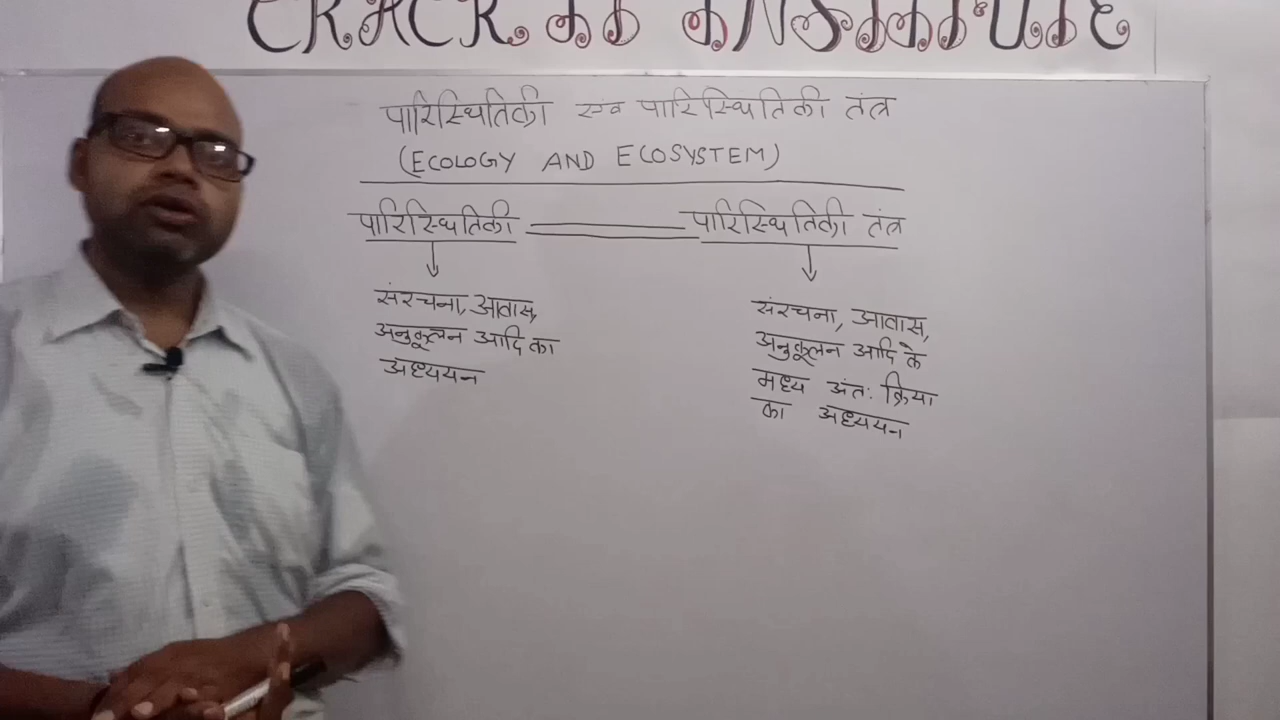 पारिस्थितिकी एवं पारिस्थितिकी तंत्र
(ECOLOGY AND ECOSYSTEM)
पारिस्थितिकी
पारिस्थितिकी तंत्र
संरचना, आवास,
अनुकूलन आदि का
अध्ययन
संरचना, आवास,
अनुकूलन आदि के
मध्य अंतः क्रिया
का अध्ययन